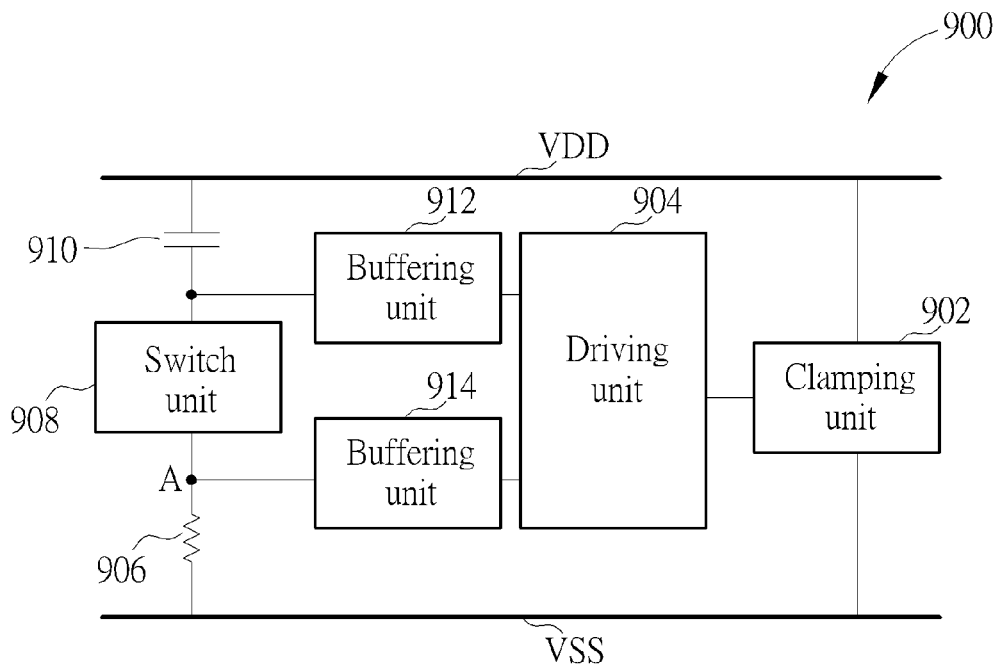 900
VDD
912
904
910
Buffering
unit
902
Switch
unit
Driving
unit
Clamping
unit
908
914
A
Buffering
unit
906
VSS